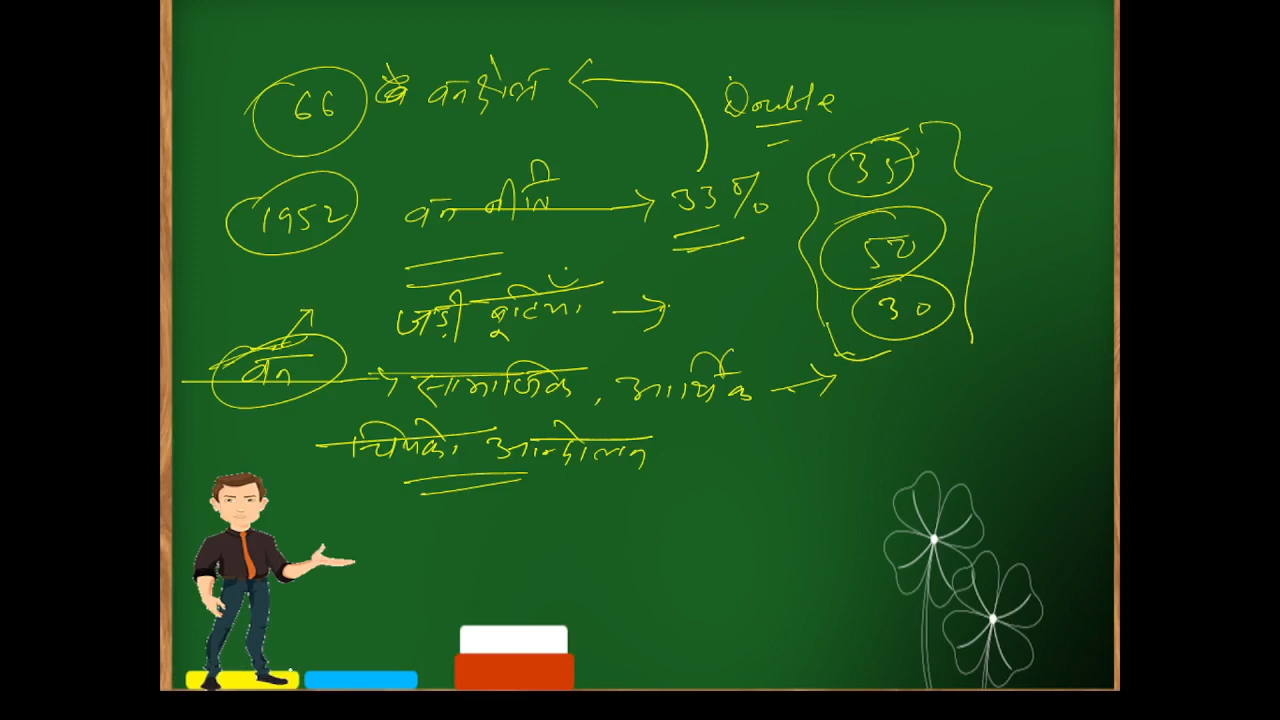 66 वनक्षेत्र
Double
1952 वन नीति → 33%
35
50
30
जड़ी बूटियाँ →
वन → सामाजिक, आर्थिक →
चिपको आन्दोलन